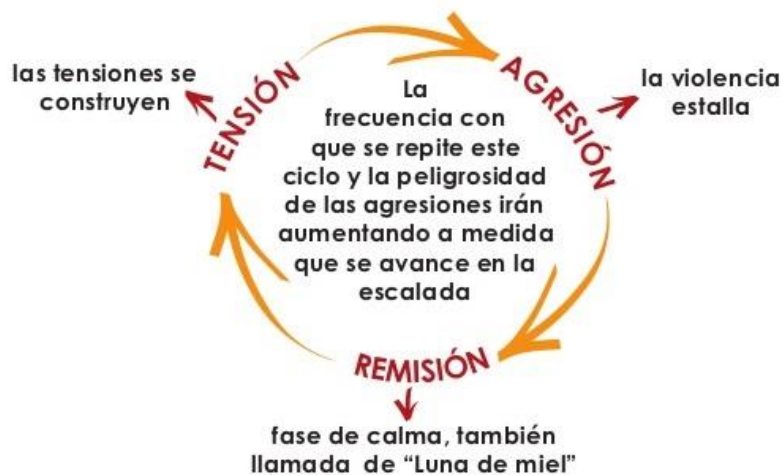 las tensiones se
construyen
TENSIÓN
AGRESIÓN
la violencia
estalla
La
frecuencia con
que se repite este
ciclo y la peligrosidad
de las agresiones irán
aumentando a medida
que se avance en la
escalada
REMISIÓN
fase de calma, también
llamada de “Luna de miel”